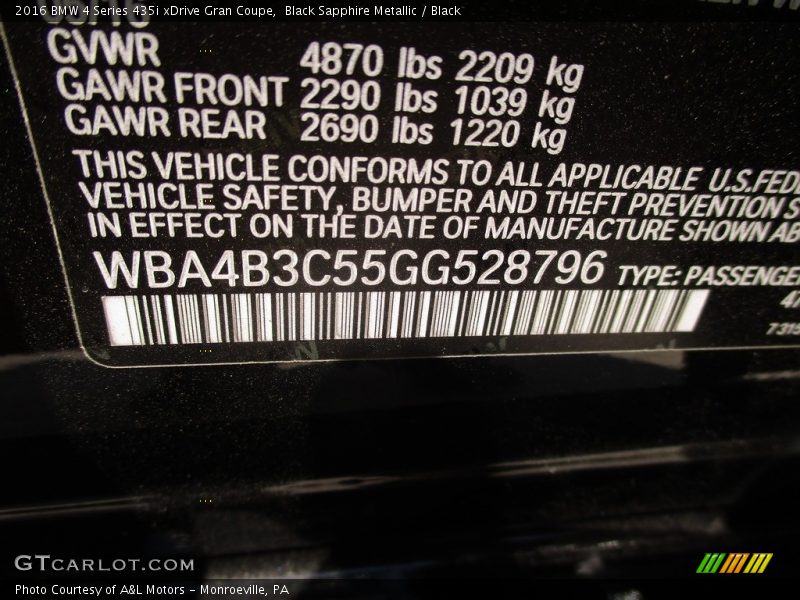 2016 BMW 4 Series 435i xDrive Gran Coupe,  Black Sapphire Metallic / Black
GVWR 4870 lbs 2209 kg
GAWR FRONT 2290 lbs 1039 kg
GAWR REAR 2690 lbs 1220 kg
THIS VEHICLE CONFORMS TO ALL APPLICABLE U.S.FED
VEHICLE SAFETY, BUMPER AND THEFT PREVENTION S
IN EFFECT ON THE DATE OF MANUFACTURE SHOWN AB
WBA4B3C55GG528796 TYPE: PASSENGER
47
7315
GTCARLOT.COM
Photo Courtesy of A&L Motors – Monroeville, PA